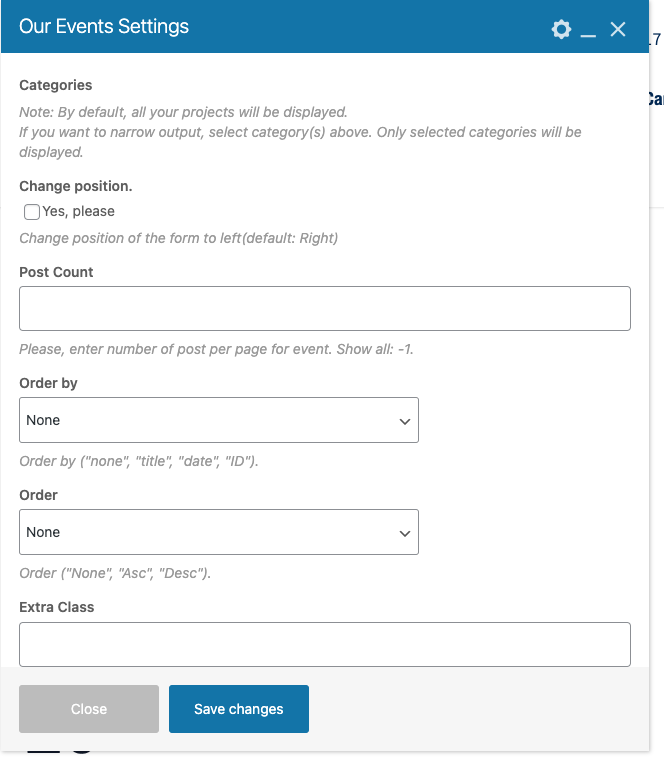 Our Events Settings
Categories
Note: By default, all your projects will be displayed.
If you want to narrow output, select category(s) above. Only selected categories will be
displayed.
Change position.
Yes, please
Change position of the form to left(default: Right)
Post Count
Please, enter number of post per page for event. Show all: -1.
Order by
None
Order by ("none", "title", "date", "ID").
Order
None
Order ("None", "Asc", "Desc").
Extra Class
Close
Save changes